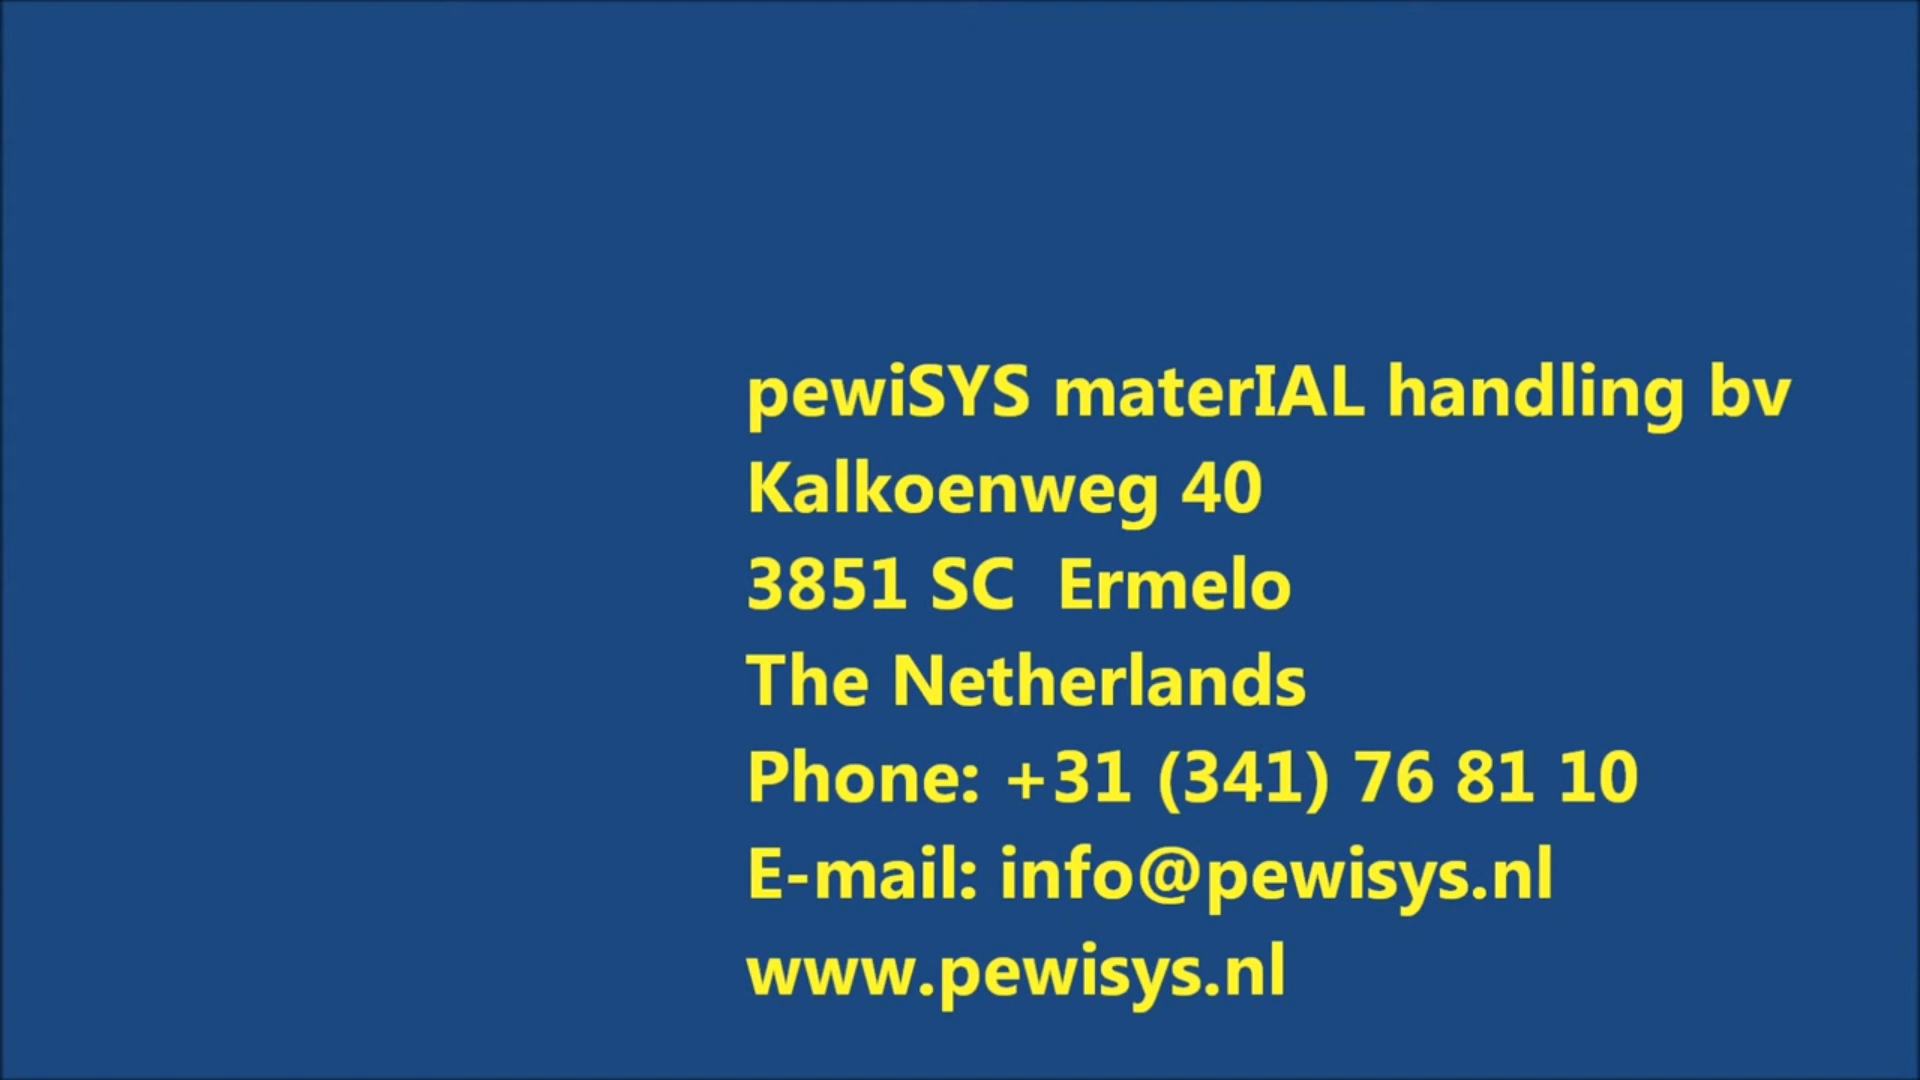 pewiSYS materIAL handling bv
Kalkoenweg 40
3851 SC  Ermelo
The Netherlands
Phone: +31 (341) 76 81 10
E-mail: info@pewisys.nl
www.pewisys.nl